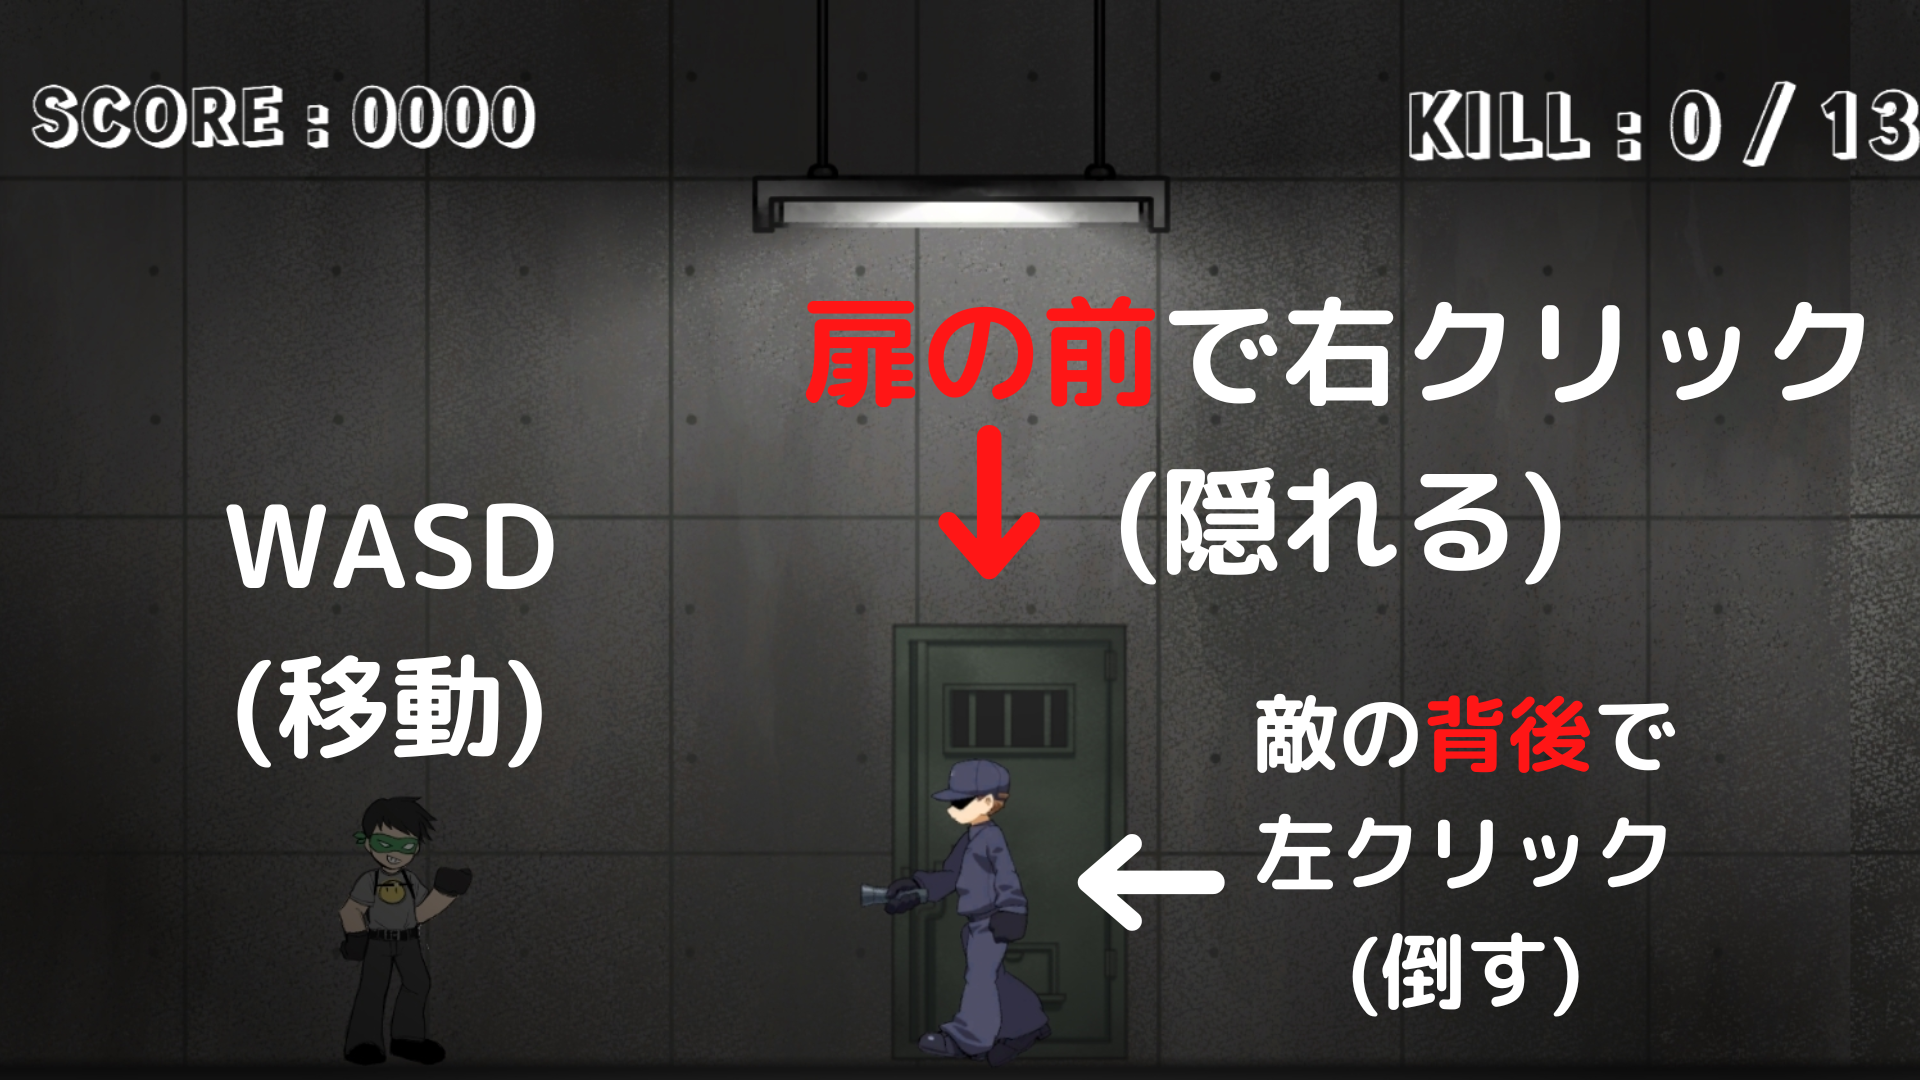 SCORE : 0000
KILL : 0 / 13
扉の前で右クリック
(隠れる)
WASD
(移動)
敵の背後で
左クリック
(倒す)